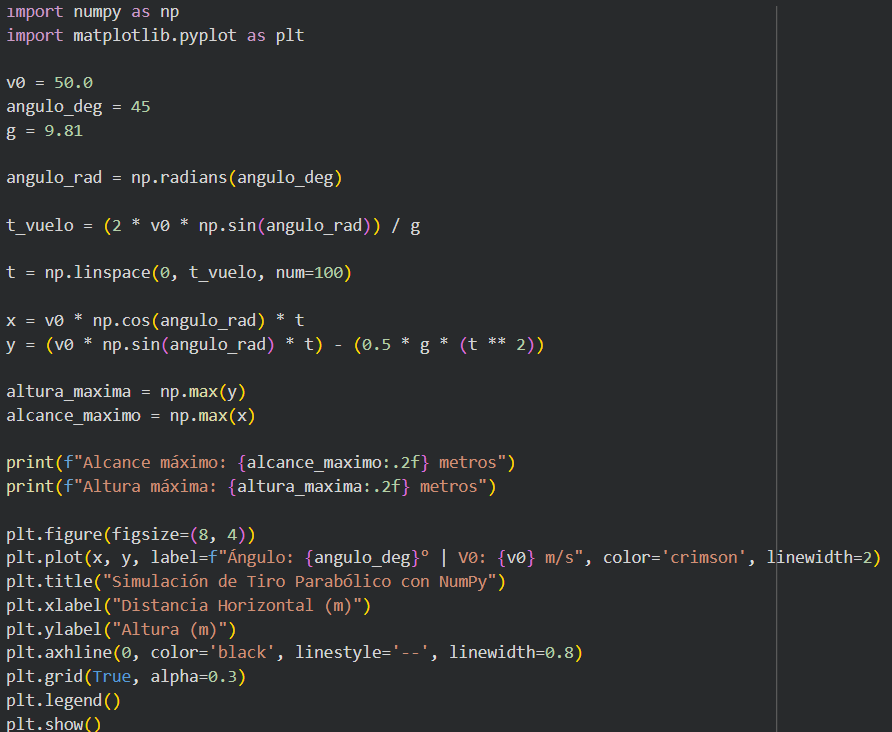 import numpy as np
import matplotlib.pyplot as plt
v0 = 50.0
angulo_deg = 45
g = 9.81
angulo_rad = np.radians(angulo_deg)
t_vuelo = (2 * v0 * np.sin(angulo_rad)) / g
t = np.linspace(0, t_vuelo, num=100)
x = v0 * np.cos(angulo_rad) * t
y = (v0 * np.sin(angulo_rad) * t) - (0.5 * g * (t ** 2))
altura_maxima = np.max(y)
alcance_maximo = np.max(x)
print(f"Alcance máximo: {alcance_maximo:.2f} metros")
print(f"Altura máxima: {altura_maxima:.2f} metros")
plt.figure(figsize=(8, 4))
plt.plot(x, y, label=f"Ángulo: {angulo_deg}° | V0: {v0} m/s", color='crimson', linewidth=2)
plt.title("Simulación de Tiro Parabólico con NumPy")
plt.xlabel("Distancia Horizontal (m)")
plt.ylabel("Altura (m)")
plt.axhline(0, color='black', linestyle='--', linewidth=0.8)
plt.grid(True, alpha=0.3)
plt.legend()
plt.show()